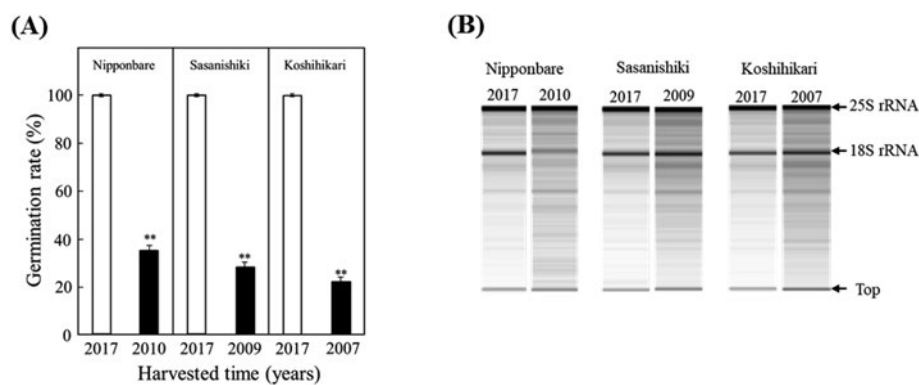 (A)
Nipponbare Sasanishiki Koshihikari
100
80
60
40
20
0
Germination rate (%)
** ** **
2017 2010 2017 2009 2017 2007
Harvested time (years)
(B)
Nipponbare Sasanishiki Koshihikari
2017 2010 2017 2009 2017 2007
25S rRNA
18S rRNA
Top